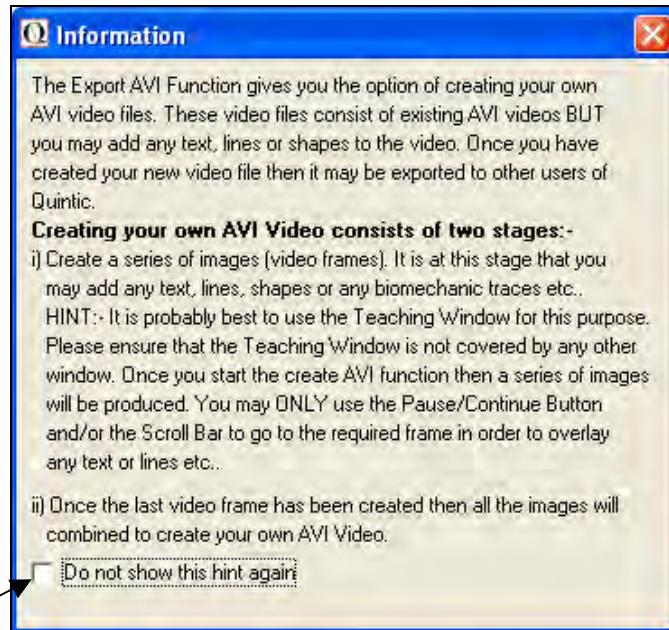 Information
The Export AVI Function gives you the option of creating your own
AVI video files. These video files consist of existing AVI videos BUT
you may add any text, lines or shapes to the video. Once you have
created your new video file then it may be exported to other users of
Quintic.
Creating your own AVI Video consists of two stages:-
i) Create a series of images (video frames). It is at this stage that you
may add any text, lines, shapes or any biomechanic traces etc..
HINT:- It is probably best to use the Teaching Window for this purpose.
Please ensure that the Teaching Window is not covered by any other
window. Once you start the create AVI function then a series of images
will be produced. You may ONLY use the Pause/Continue Button
and/or the Scroll Bar to go to the required frame in order to overlay
any text or lines etc..
ii) Once the last video frame has been created then all the images will
combined to create your own AVI Video.
Do not show this hint again